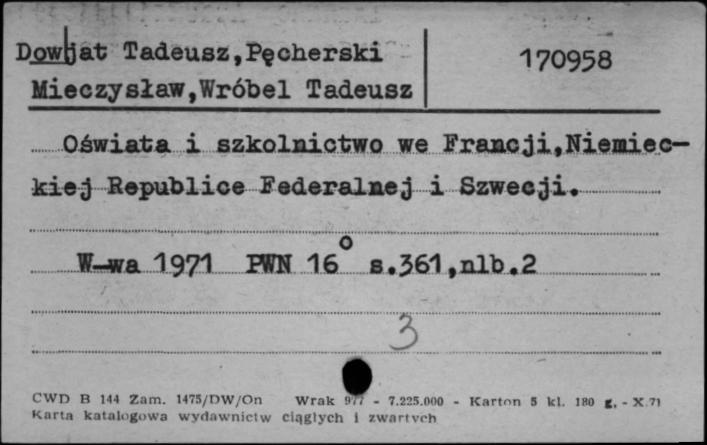 Dowjat Tadeusz,Pęcherski
Mieczysław,Wróbel Tadeusz
170958
Oświata i szkolnictwo we Francji,Niemiec-
kiej Republice Federalnej i Szwecji.
W-wa 1971 PWN 16° s.361,nlb.2
3
CWD B 144 Zam. 1475/DW/On Wrak 977 - 7.225.000 - Karton 5 kl. 180 g. - X.71
Karta katalogowa wydawnictw ciągłych i zwartych